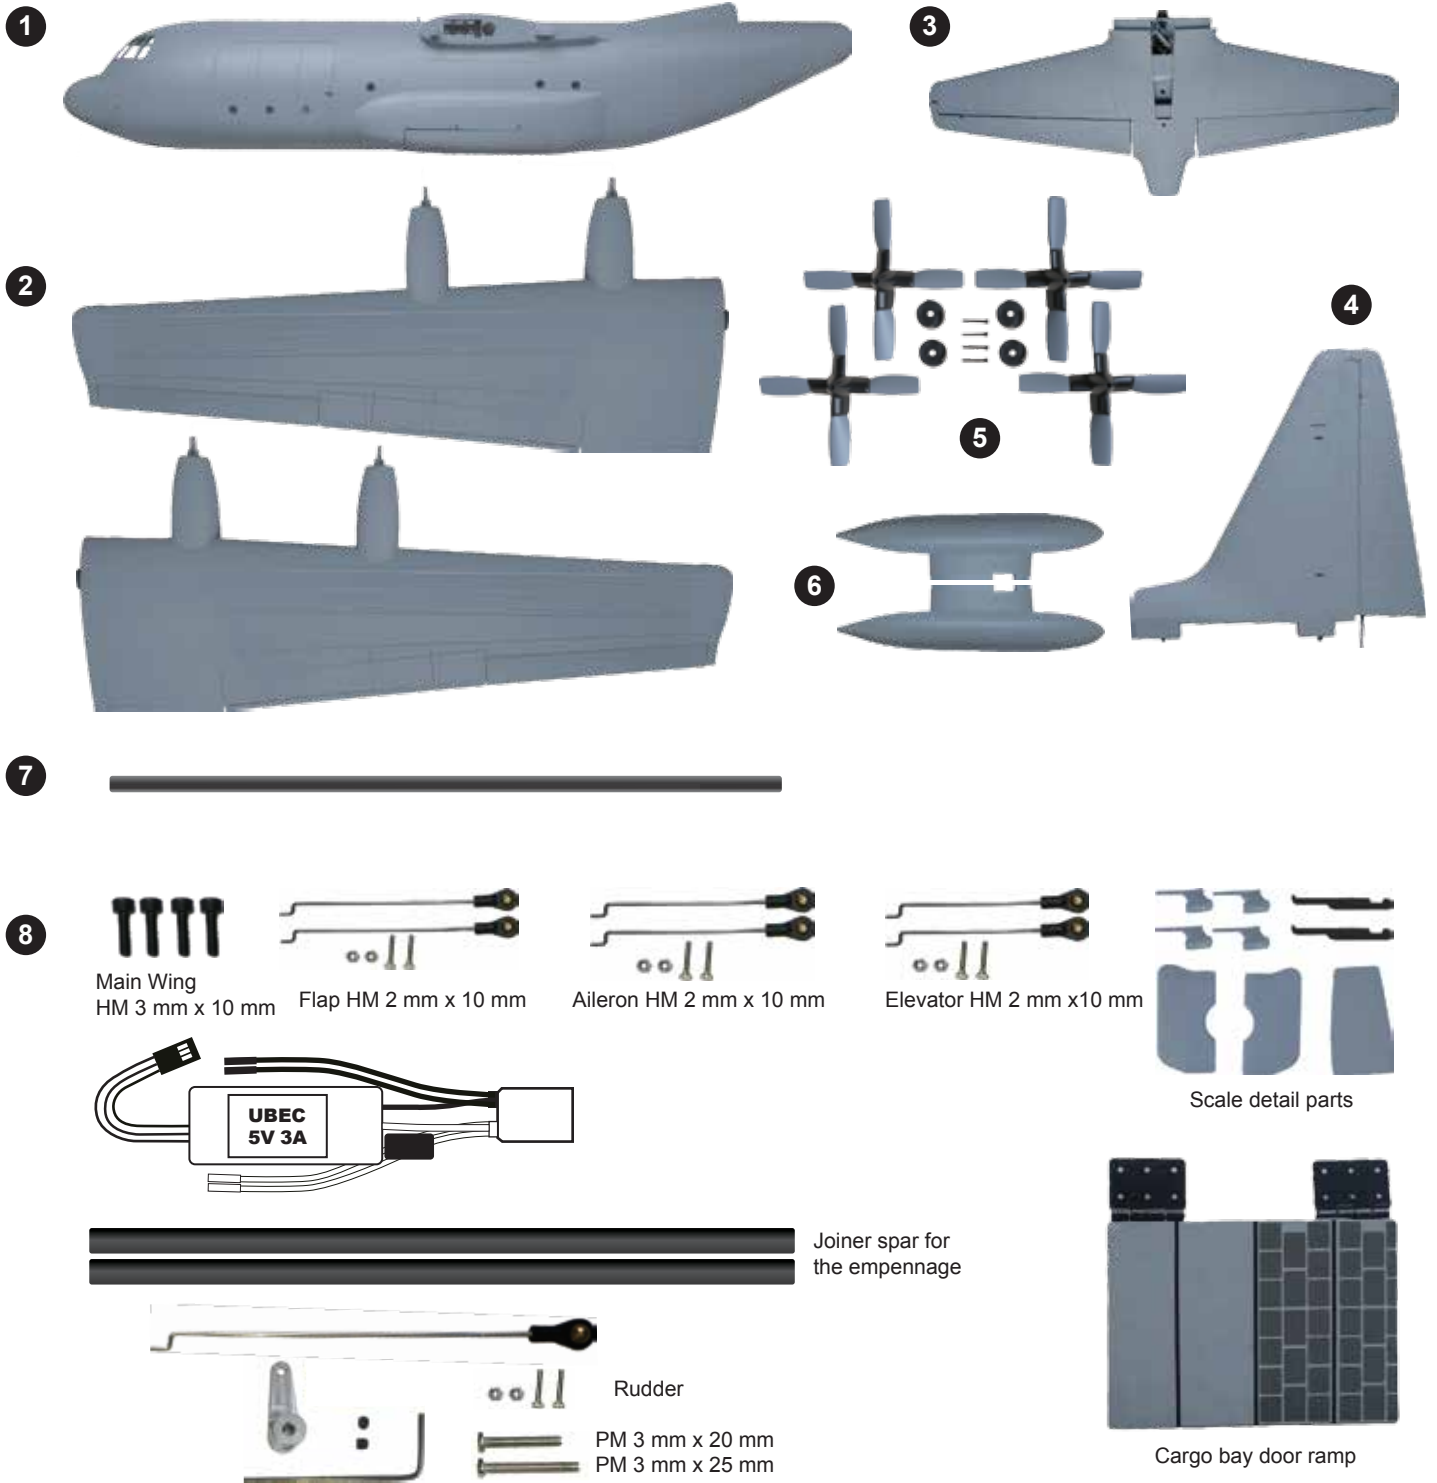 1
3
2
4
5
6
7
8
Main Wing
HM 3 mm x 10 mm
Flap HM 2 mm x 10 mm
Aileron HM 2 mm x 10 mm
Elevator HM 2 mm x10 mm
Scale detail parts
UBEC
5V 3A
Joiner spar for
the empennage
Rudder
PM 3 mm x 20 mm
PM 3 mm x 25 mm
Cargo bay door ramp